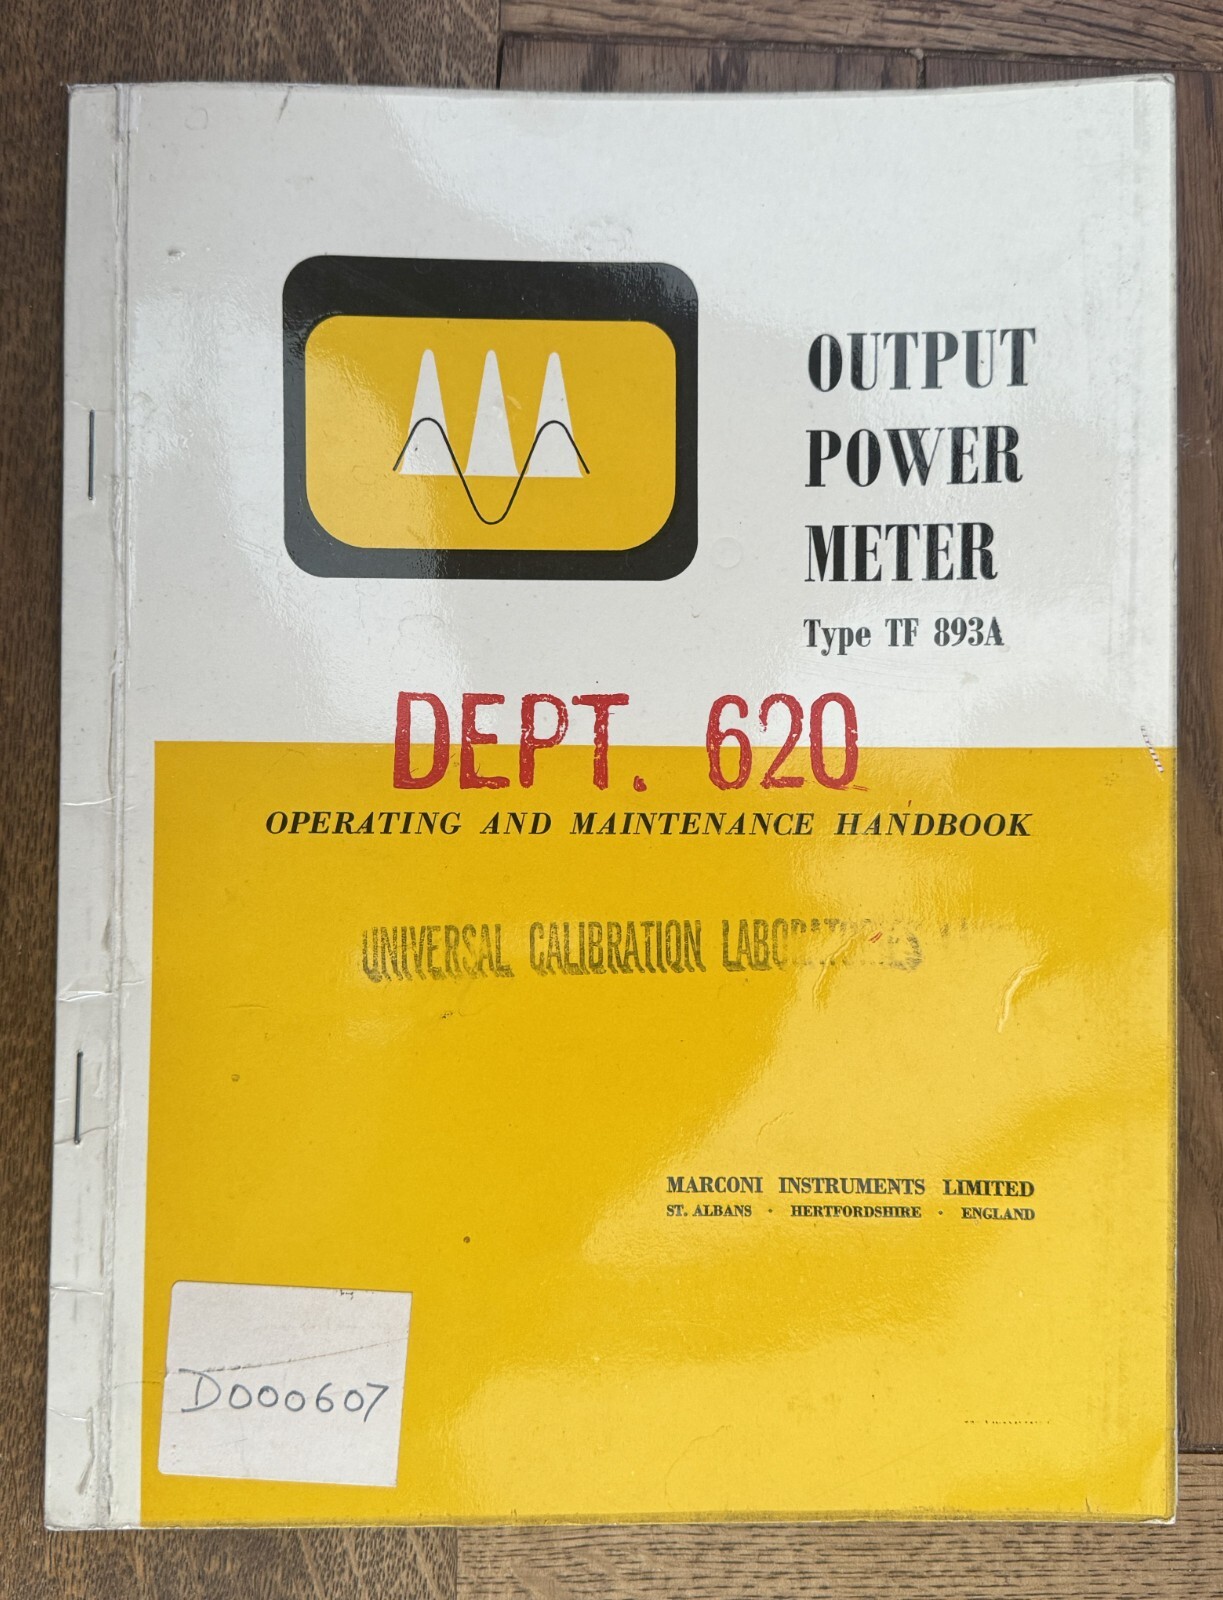 OUTPUT
POWER
METER
Type TF 893A
DEPT. 620
OPERATING AND MAINTENANCE HANDBOOK
UNIVERSAL CALIBRATION LABORATORIES
MARCONI INSTRUMENTS LIMITED
ST. ALBANS · HERTFORDSHIRE · ENGLAND
D000607